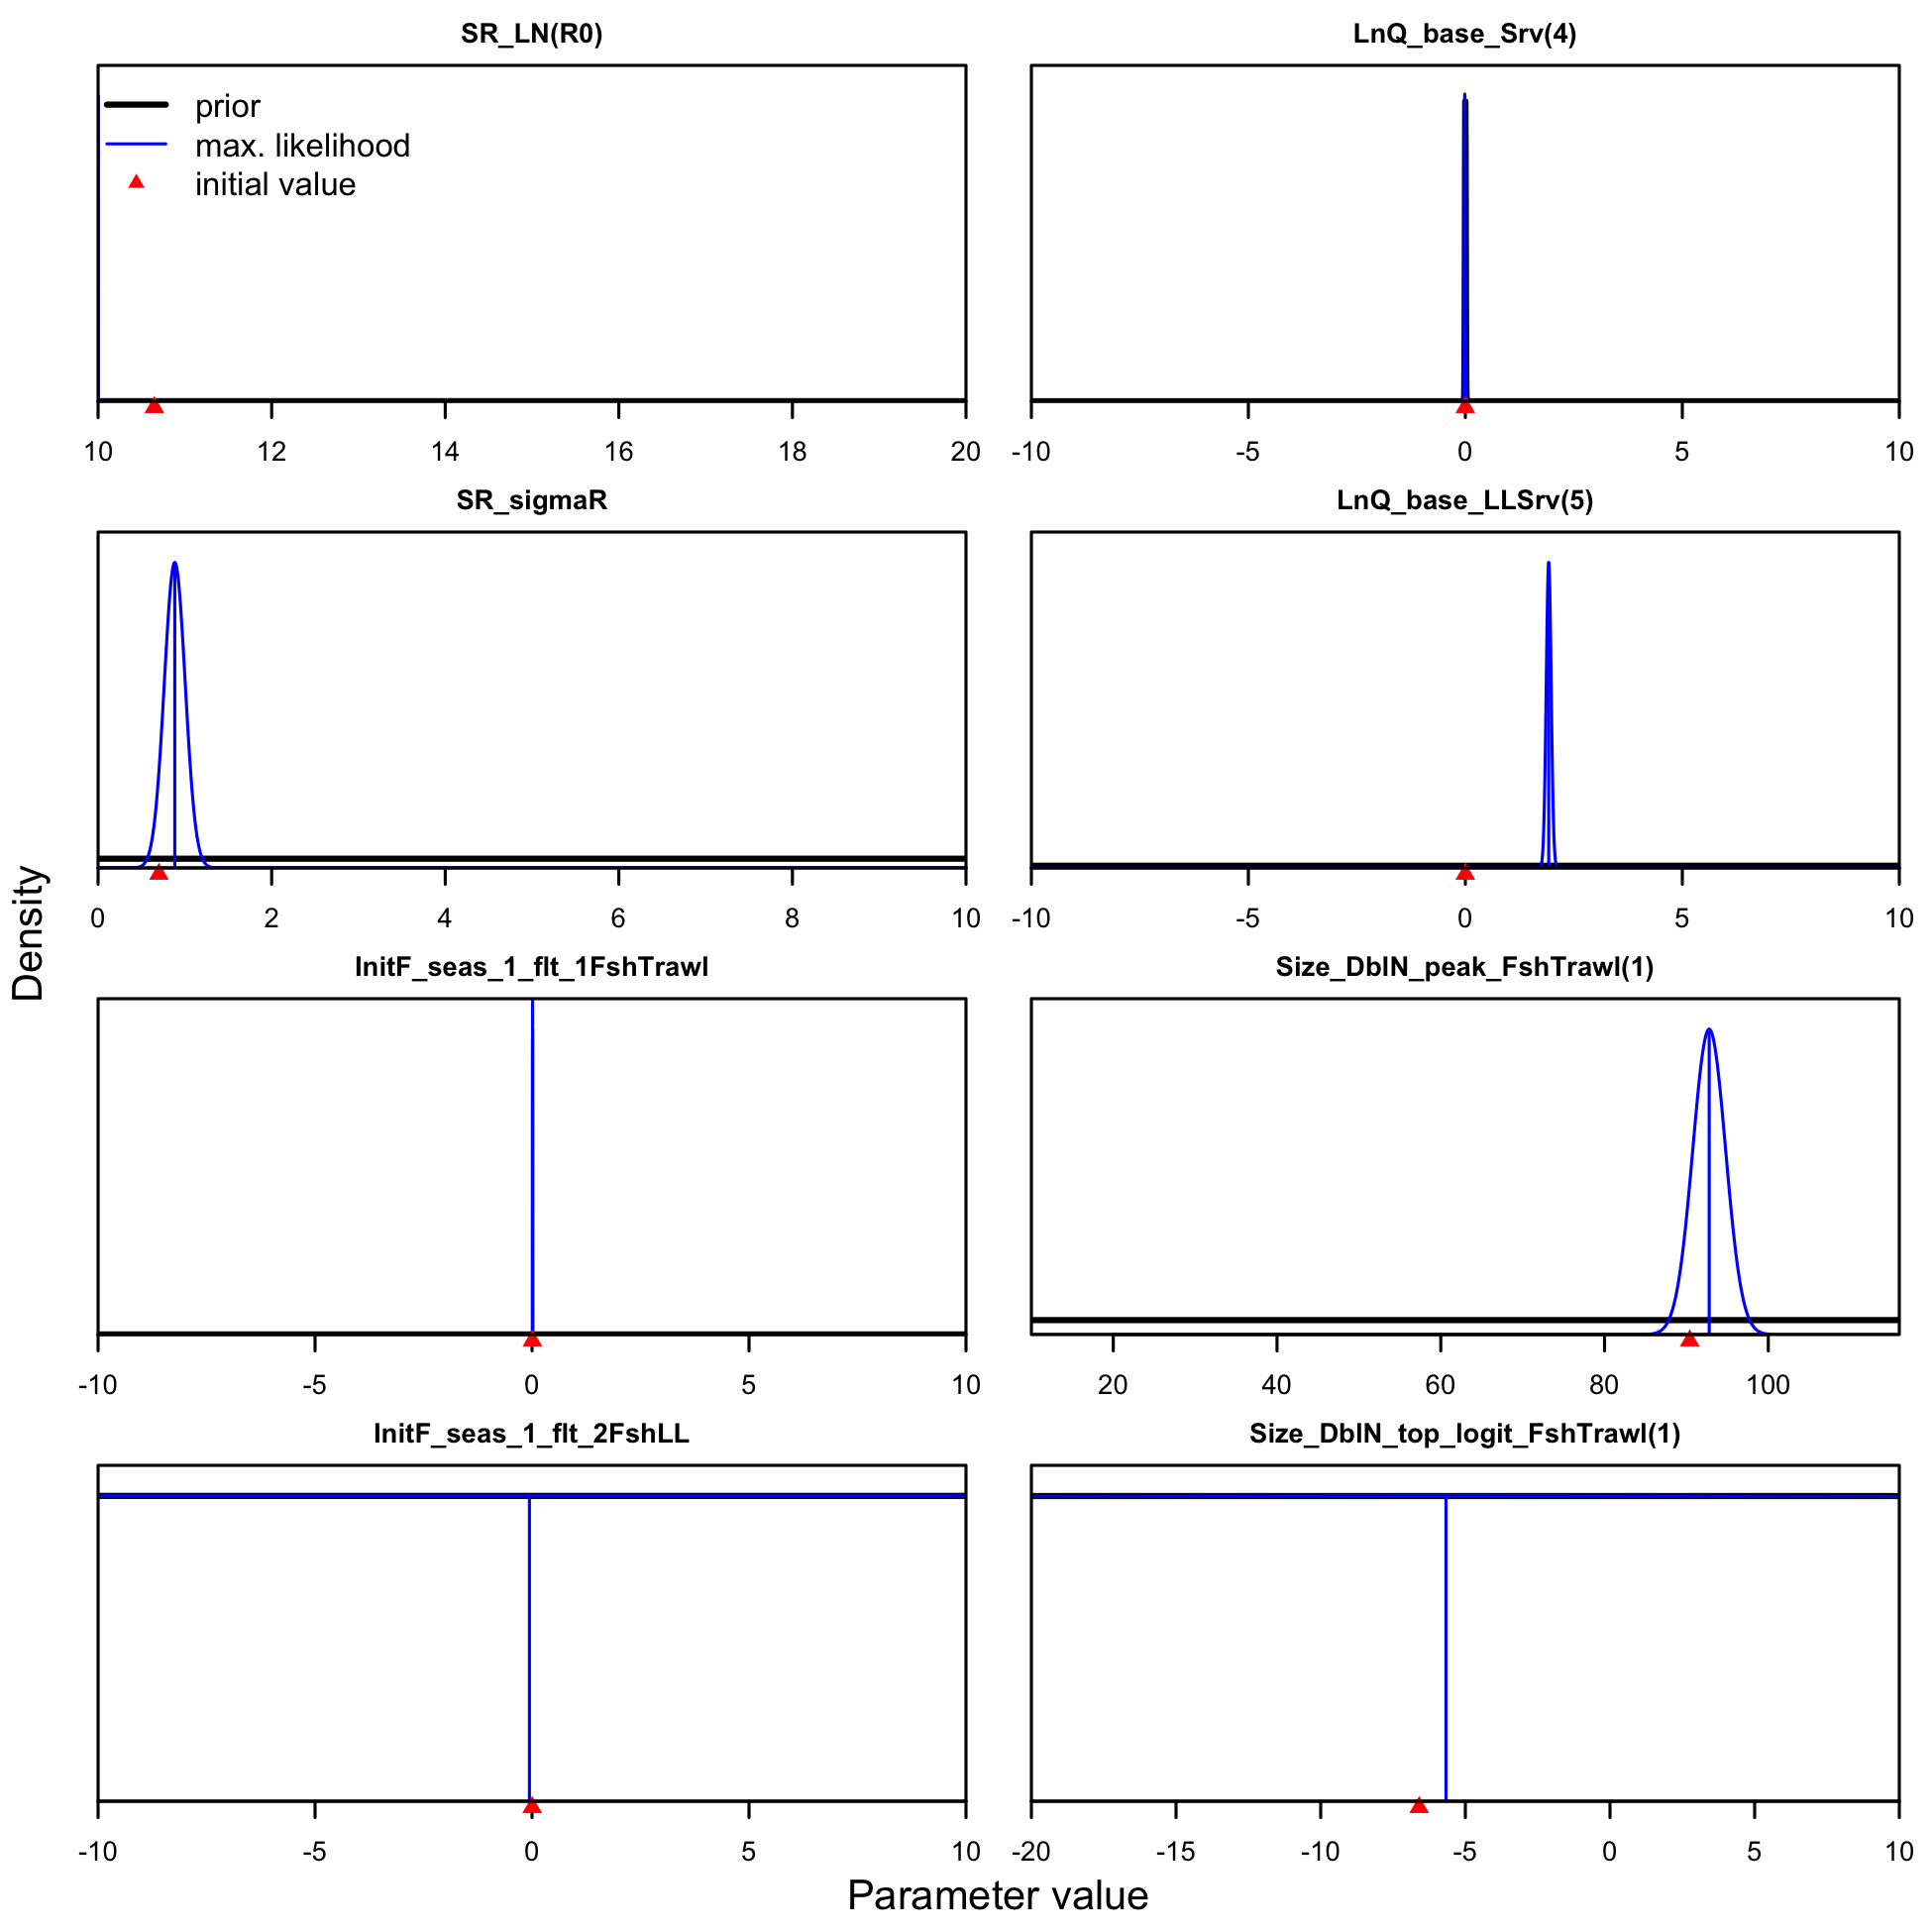 SR_LN(R0)
LnQ_base_Srv(4)
prior
max. likelihood
initial value
10 12 14 16 18 20
-10 -5 0 5 10
SR_sigmaR
LnQ_base_LLSrv(5)
0 2 4 6 8 10
-10 -5 0 5 10
Density
InitF_seas_1_flt_1FshTrawl
Size_DblN_peak_FshTrawl(1)
-10 -5 0 5 10
20 40 60 80 100
InitF_seas_1_flt_2FshLL
Size_DblN_top_logit_FshTrawl(1)
-10 -5 0 5 10
-20 -15 -10 -5 0 5 10
Parameter value